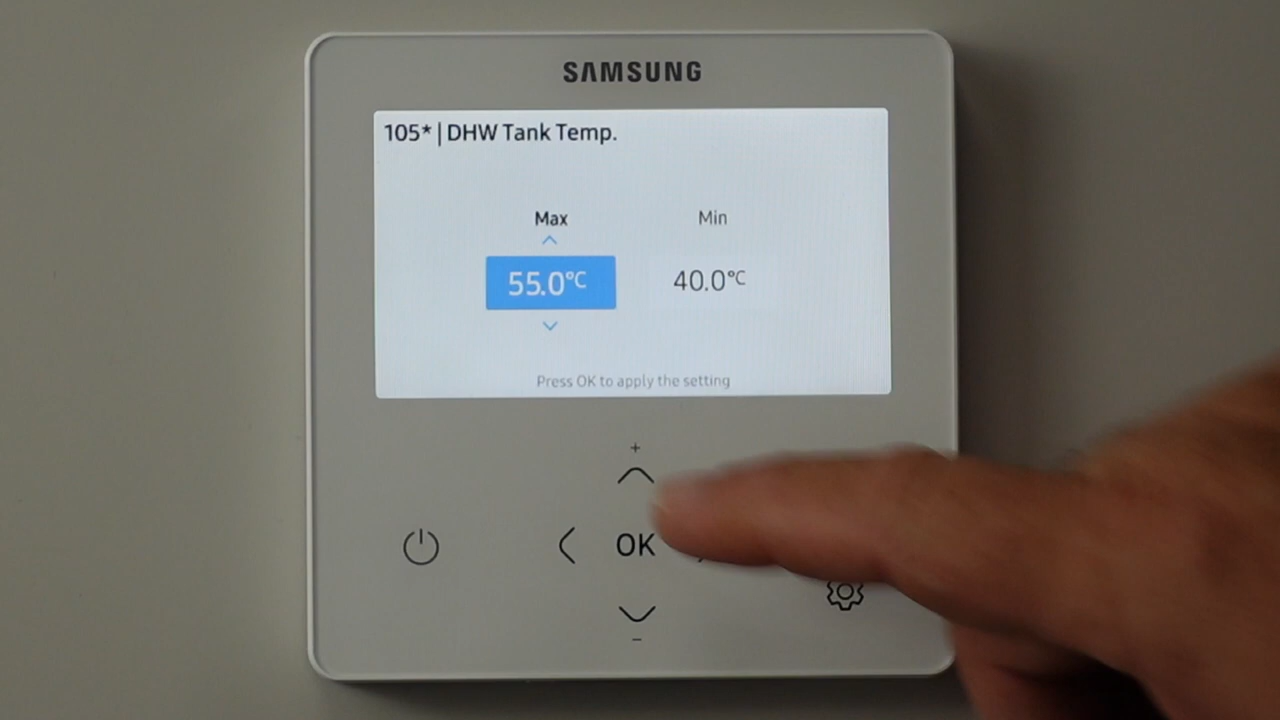 SAMSUNG
105* | DHW Tank Temp.
Max Min
55.0°C 40.0°C
Press OK to apply the setting
+
OK
−